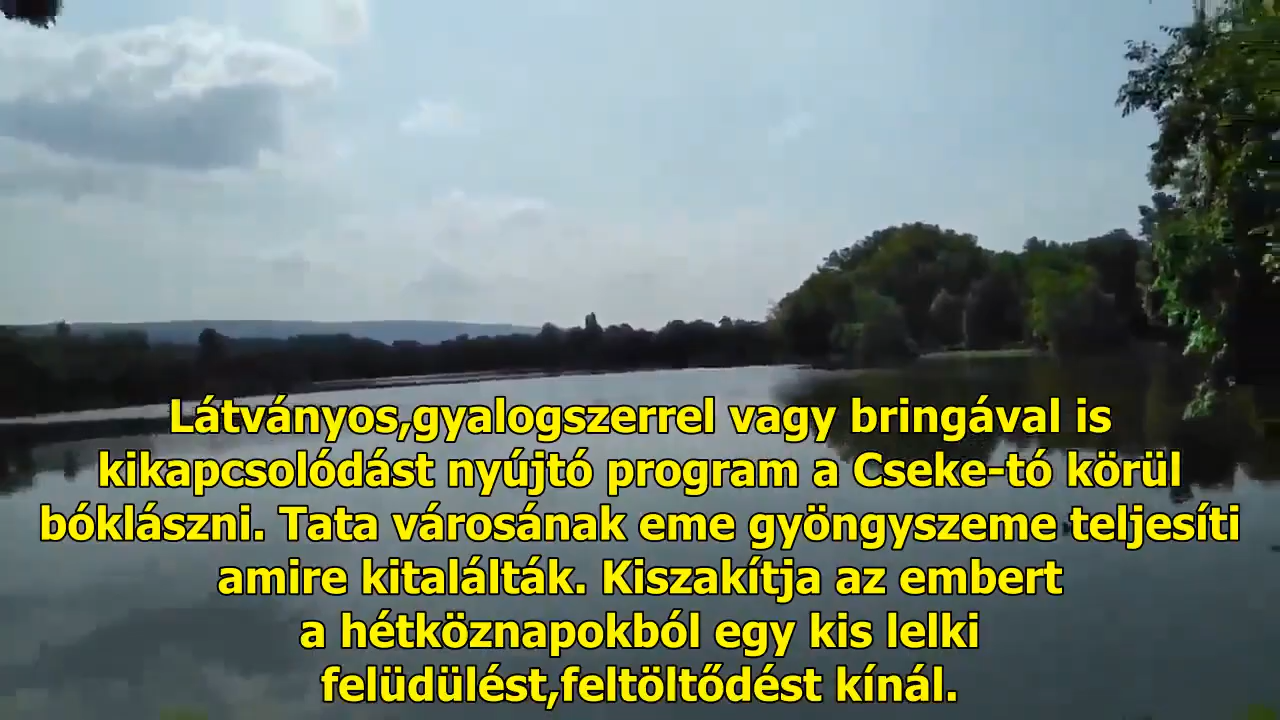 Látványos,gyalogszerrel vagy bringával is
kikapcsolódást nyújtó program a Cseke-tó körül
bóklászni. Tata városának eme gyöngyszeme teljesíti
amire kitalálták. Kiszakítja az embert
a hétköznapokból egy kis lelki
felüdülést,feltöltődést kínál.